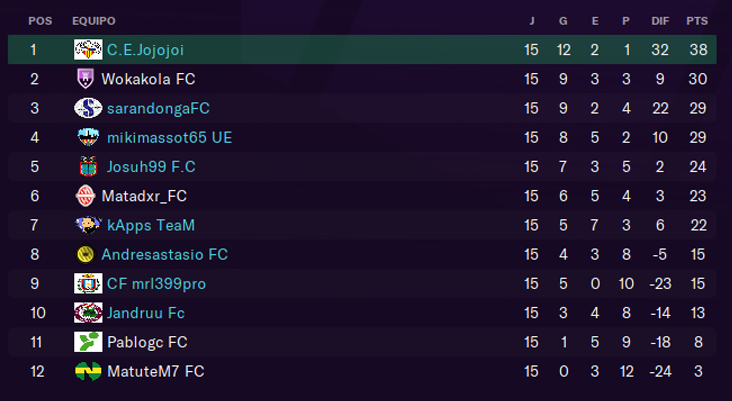 POS EQUIPO J G E P DIF PTS
1 C.E.Jojojoi 15 12 2 1 32 38
2 Wokakola FC 15 9 3 3 9 30
3 sarandongaFC 15 9 2 4 22 29
4 mikimassot65 UE 15 8 5 2 10 29
5 Josuh99 F.C 15 7 3 5 2 24
6 Matadxr_FC 15 6 5 4 3 23
7 kApps TeaM 15 5 7 3 6 22
8 Andresastasio FC 15 4 3 8 -5 15
9 CF mrl399pro 15 5 0 10 -23 15
10 Jandruu Fc 15 3 4 8 -14 13
11 Pablogc FC 15 1 5 9 -18 8
12 MatuteM7 FC 15 0 3 12 -24 3